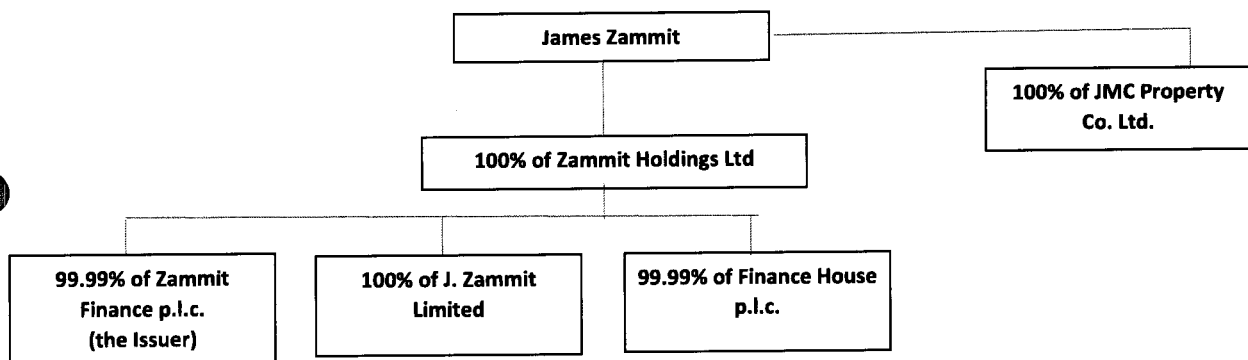 James Zammit
100% of JMC Property
Co. Ltd.
100% of Zammit Holdings Ltd
99.99% of Zammit
Finance p.l.c.
(the Issuer)
100% of J. Zammit
Limited
99.99% of Finance House
p.l.c.